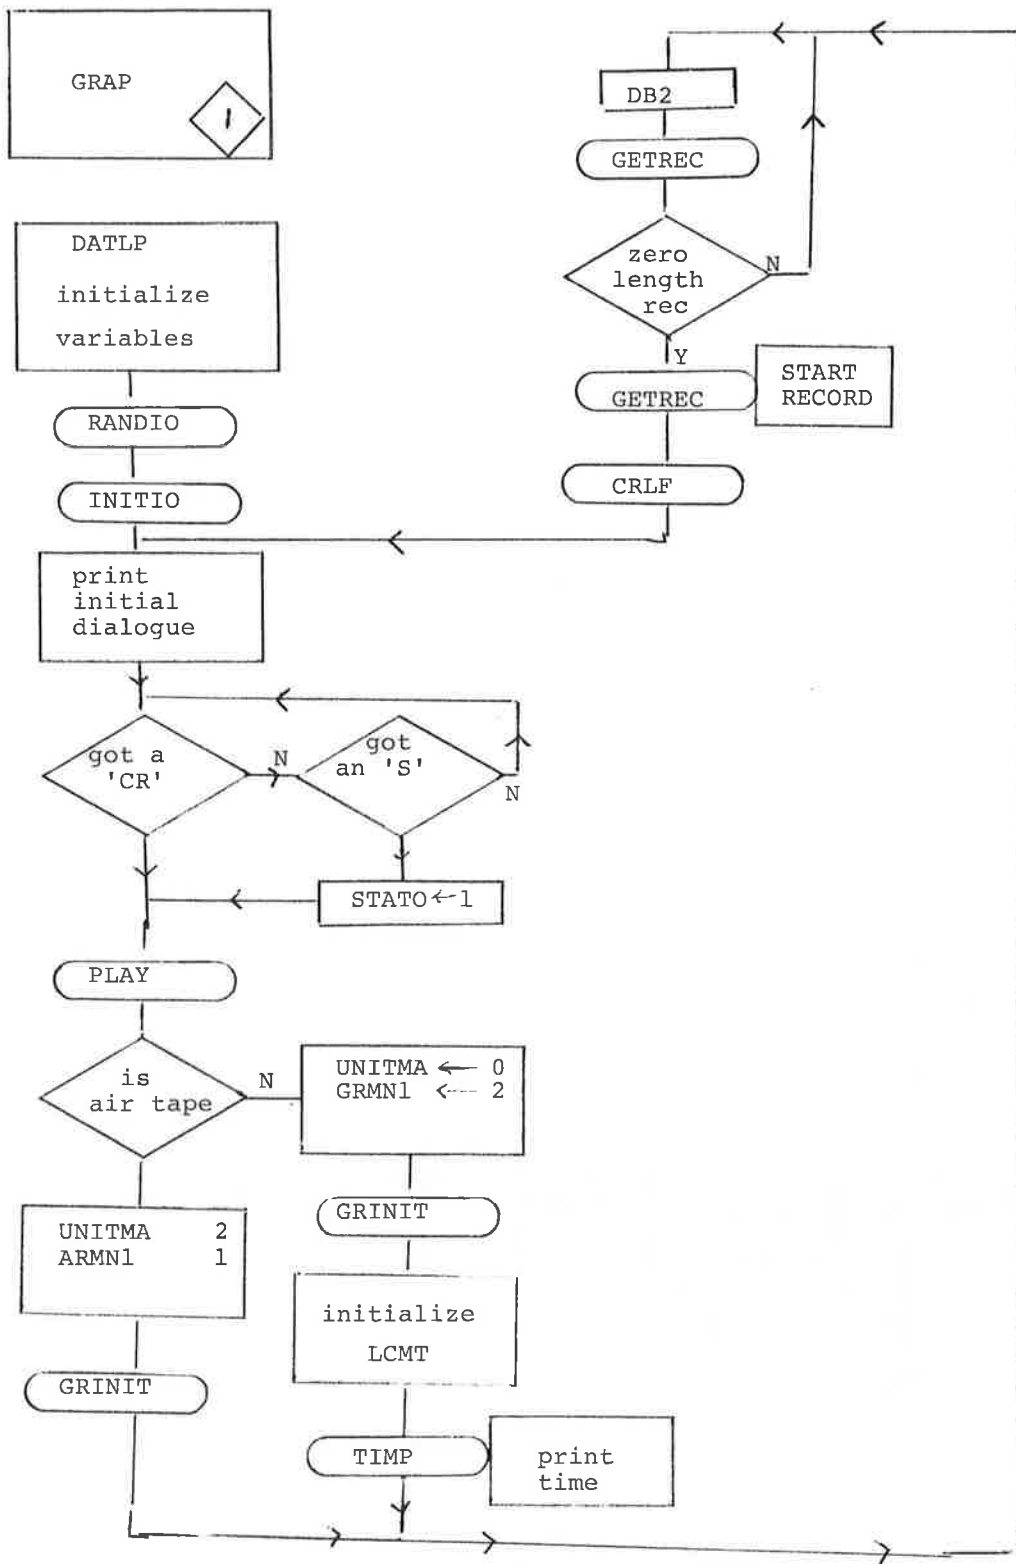 GRAP
1
DATLP
initialize
variables
RANDIO
INITIO
print
initial
dialogue
got a
'CR'
N
got
an 'S'
N
STATO ← 1
PLAY
is
air tape
N
UNITMA ← 0
GRMN1 ← 2
UNITMA 2
ARMN1 1
GRINIT
GRINIT
initialize
LCMT
TIMP
print
time
DB2
GETREC
zero
length
rec
N
Y
GETREC
START
RECORD
CRLF